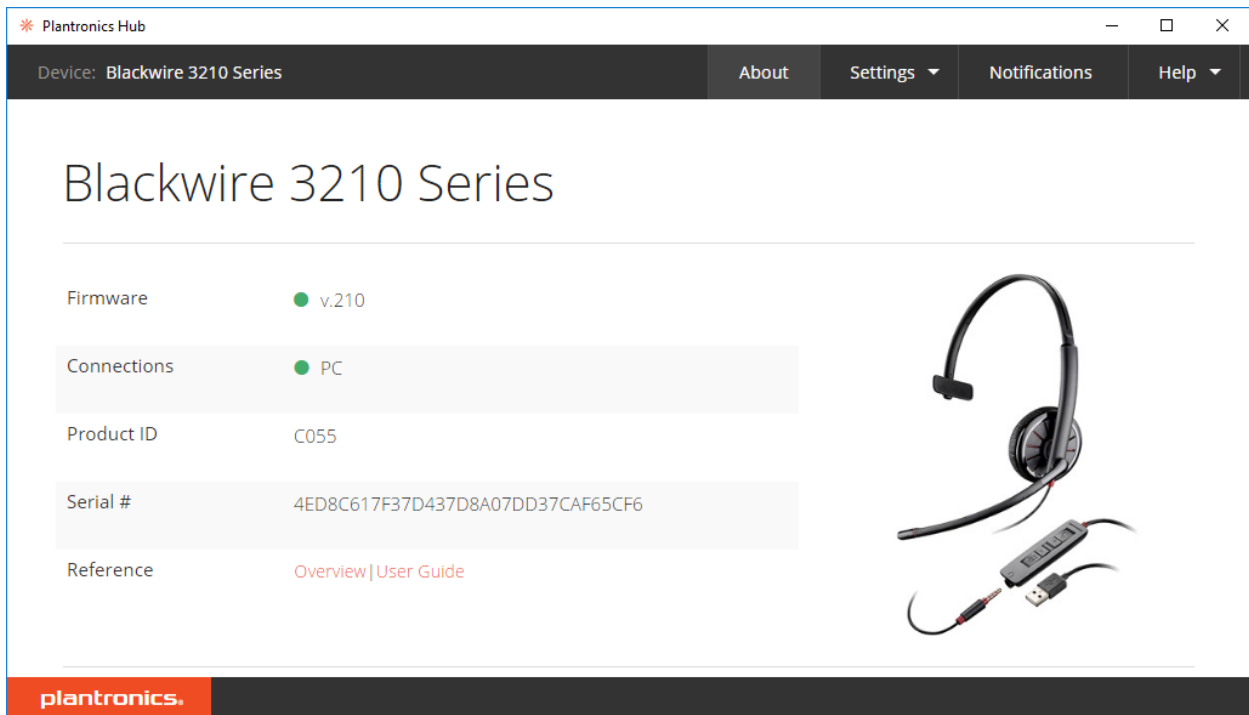 Plantronics Hub
Device: Blackwire 3210 Series About Settings Notifications Help
Blackwire 3210 Series
Firmware v.210
Connections PC
Product ID C055
Serial # 4ED8C617F37D437D8A07DD37CAF65CF6
Reference Overview|User Guide
plantronics.